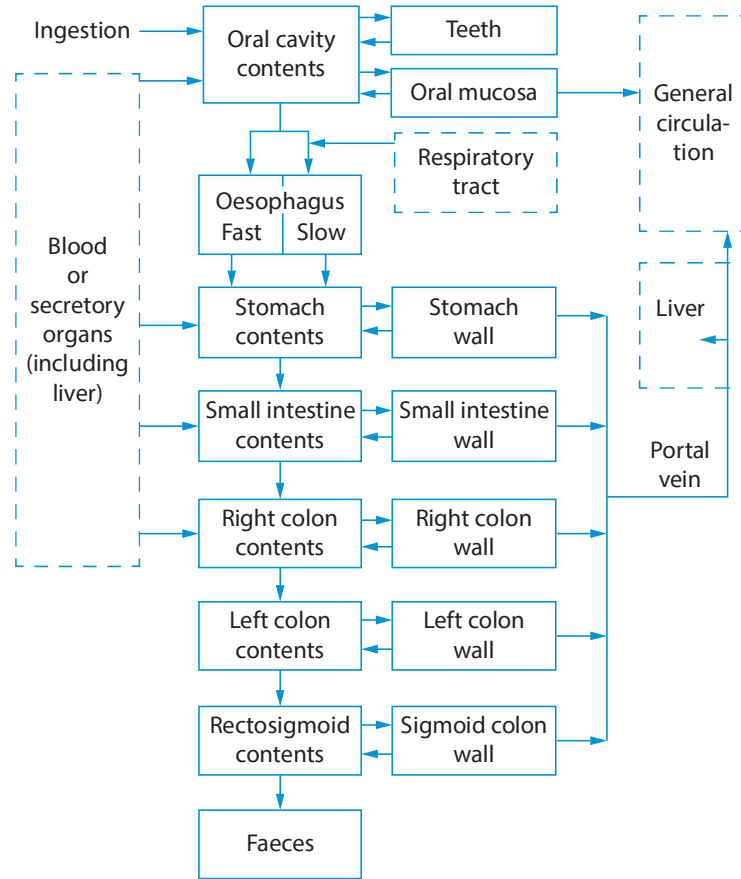 Ingestion
Oral cavity
contents
Teeth
Oral mucosa
General
circula-
tion
Respiratory
tract
Oesophagus
Fast
Slow
Blood
or
secretory
organs
(including
liver)
Stomach
contents
Stomach
wall
Liver
Small intestine
contents
Small intestine
wall
Portal
vein
Right colon
contents
Right colon
wall
Left colon
contents
Left colon
wall
Rectosigmoid
contents
Sigmoid colon
wall
Faeces